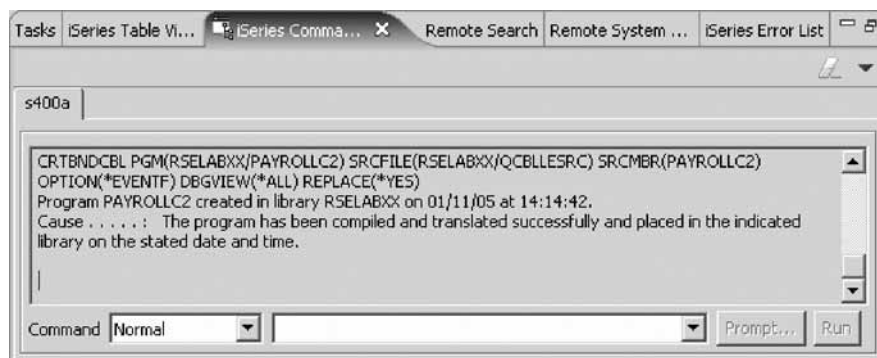 Tasks iSeries Table Vi... iSeries Comma... Remote Search Remote System ... iSeries Error List
s400a
CRTBNDCBL PGM(RSELABXX/PAYROLLC2) SRCFILE(RSELABXX/QCBLLESRC) SRCMBR(PAYROLLC2)
OPTION(*EVENTF) DBGVIEW(*ALL) REPLACE(*YES)
Program PAYROLLC2 created in library RSELABXX on 01/11/05 at 14:14:42.
Cause . . . . . : The program has been compiled and translated successfully and placed in the indicated
library on the stated date and time.
Command Normal Prompt... Run